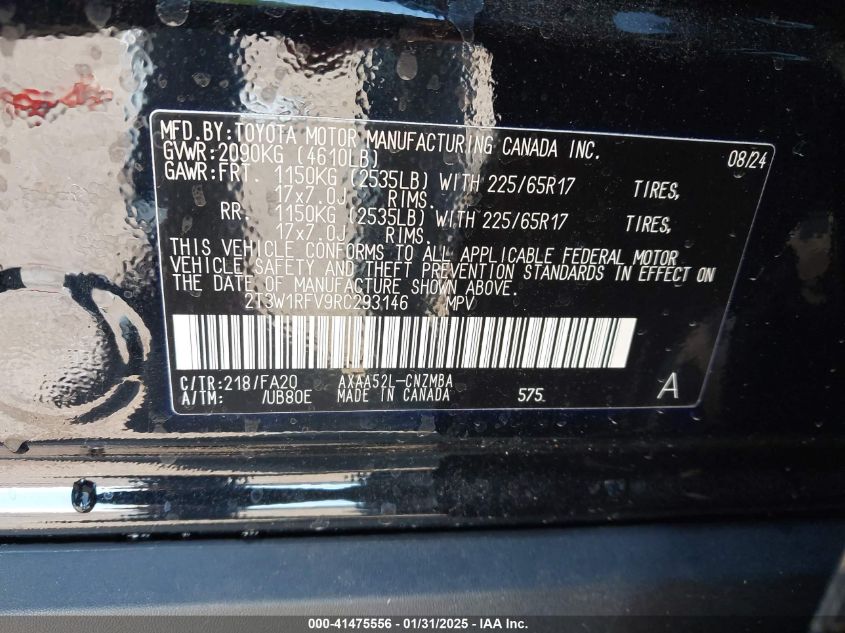 MFD.BY:TOYOTA MOTOR MANUFACTURING CANADA INC. 08/24
GVWR:2090KG (4610LB)
GAWR:FRT. 1150KG (2535LB) WITH 225/65R17 TIRES,
17x7.0J RIMS.
RR. 1150KG (2535LB) WITH 225/65R17 TIRES,
17x7.0J RIMS.
THIS VEHICLE CONFORMS TO ALL APPLICABLE FEDERAL MOTOR
VEHICLE SAFETY AND THEFT PREVENTION STANDARDS IN EFFECT ON
THE DATE OF MANUFACTURE SHOWN ABOVE.
2T3W1RFV9RC293146 MPV
C/TR:218/FA20 AXAA52L-CNZMBA
A/TM: /UB80E MADE IN CANADA 575 A
000-41475556 - 01/31/2025 - IAA Inc.